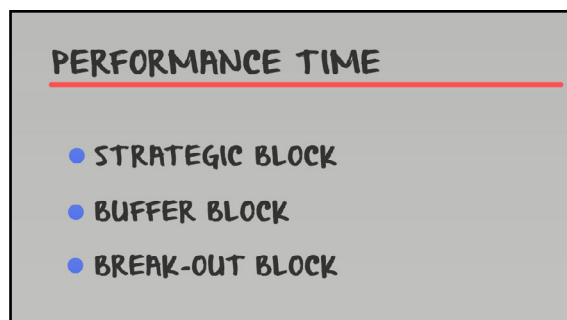 PERFORMANCE TIME
STRATEGIC BLOCK
BUFFER BLOCK
BREAK-OUT BLOCK